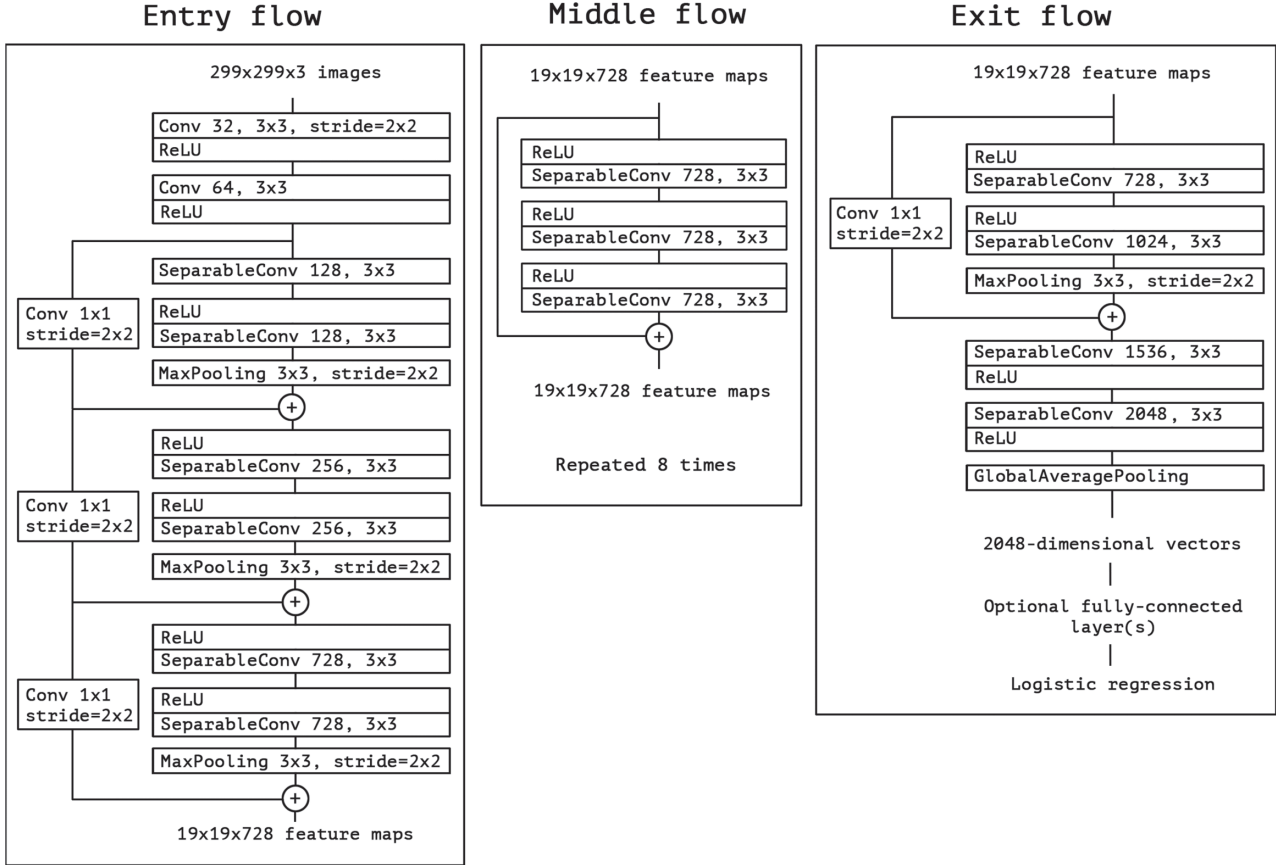 Entry flow
299x299x3 images
Conv 32, 3x3, stride=2x2
ReLU
Conv 64, 3x3
ReLU
SeparableConv 128, 3x3
Conv 1x1
stride=2x2
ReLU
SeparableConv 128, 3x3
MaxPooling 3x3, stride=2x2
+
ReLU
SeparableConv 256, 3x3
Conv 1x1
stride=2x2
ReLU
SeparableConv 256, 3x3
MaxPooling 3x3, stride=2x2
+
ReLU
SeparableConv 728, 3x3
Conv 1x1
stride=2x2
ReLU
SeparableConv 728, 3x3
MaxPooling 3x3, stride=2x2
+
19x19x728 feature maps
Middle flow
19x19x728 feature maps
ReLU
SeparableConv 728, 3x3
ReLU
SeparableConv 728, 3x3
ReLU
SeparableConv 728, 3x3
+
19x19x728 feature maps
Repeated 8 times
Exit flow
19x19x728 feature maps
ReLU
SeparableConv 728, 3x3
Conv 1x1
stride=2x2
ReLU
SeparableConv 1024, 3x3
MaxPooling 3x3, stride=2x2
+
SeparableConv 1536, 3x3
ReLU
SeparableConv 2048, 3x3
ReLU
GlobalAveragePooling
2048-dimensional vectors
Optional fully-connected
layer(s)
Logistic regression